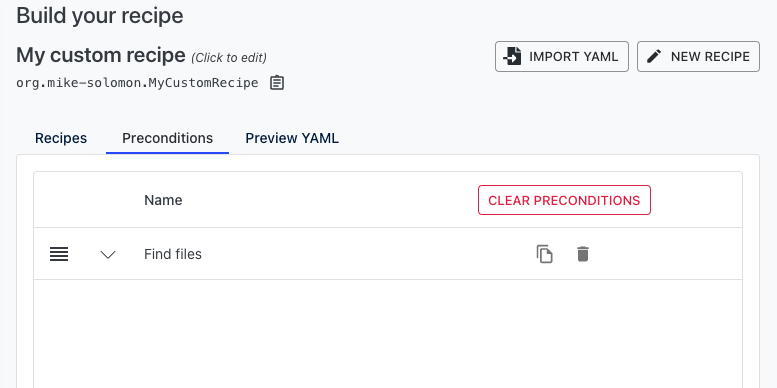 Build your recipe
My custom recipe (Click to edit)
IMPORT YAML
NEW RECIPE
org.mike-solomon.MyCustomRecipe
Recipes
Preconditions
Preview YAML
Name
CLEAR PRECONDITIONS
Find files